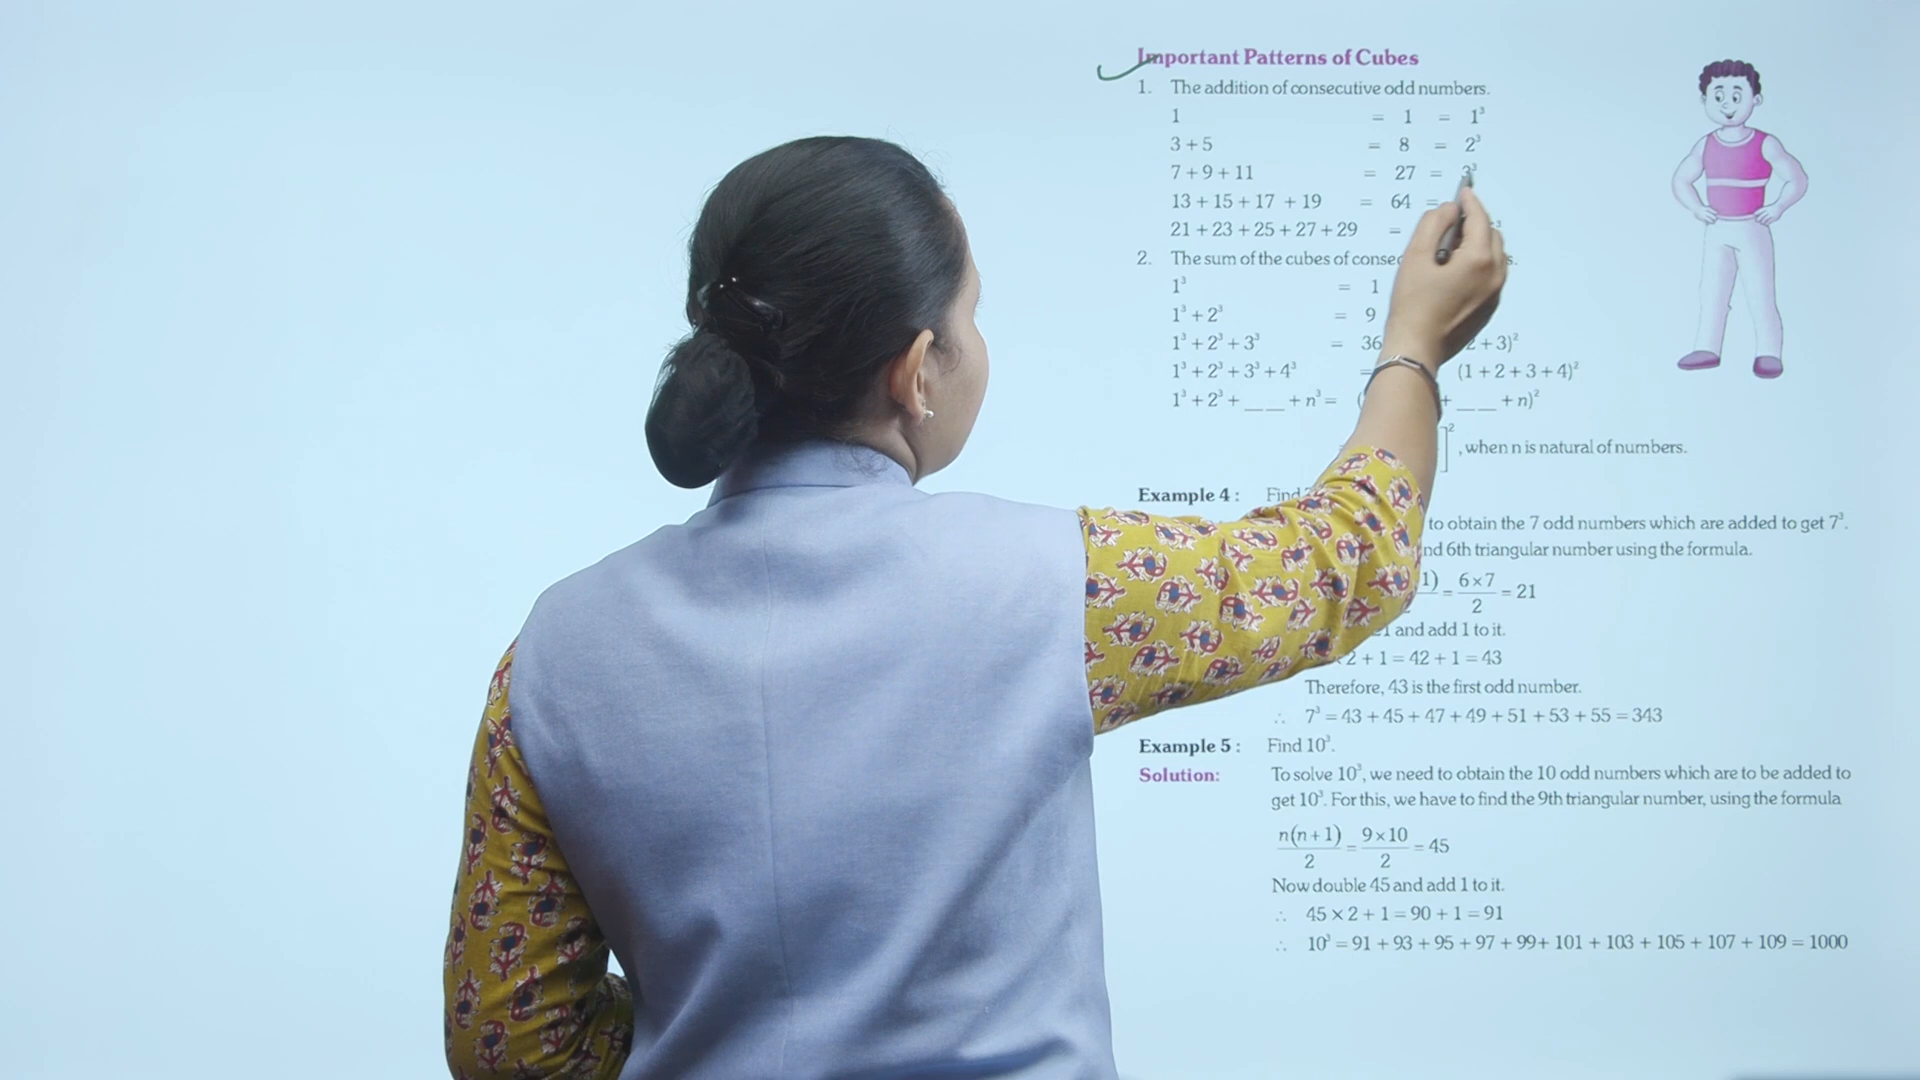 Important Patterns of Cubes
1. The addition of consecutive odd numbers.
1 = 1 = 1³
3 + 5 = 8 = 2³
7 + 9 + 11 = 27 = 3³
13 + 15 + 17 + 19 = 64 =
21 + 23 + 25 + 27 + 29 =
2. The sum of the cubes of
1³ = 1
1³ + 2³ = 9
1³ + 2³ + 3³ = 36 + 3)²
1³ + 2³ + 3³ + 4³ = (1 + 2 + 3 + 4)²
1³ + 2³ + __ __ + n³ = ( + __ __ + n)²
]² , when n is natural of numbers.
Example 4 : Find
to obtain the 7 odd numbers which are added to get 7³.
6th triangular number using the formula.
1) = 6 × 7 / 2 = 21
and add 1 to it.
2 + 1 = 42 + 1 = 43
Therefore, 43 is the first odd number.
∴ 7³ = 43 + 45 + 47 + 49 + 51 + 53 + 55 = 343
Example 5 : Find 10³.
Solution: To solve 10³, we need to obtain the 10 odd numbers which are to be added to
get 10³. For this, we have to find the 9th triangular number, using the formula
n(n + 1) / 2 = 9 × 10 / 2 = 45
Now double 45 and add 1 to it.
∴ 45 × 2 + 1 = 90 + 1 = 91
∴ 10³ = 91 + 93 + 95 + 97 + 99 + 101 + 103 + 105 + 107 + 109 = 1000